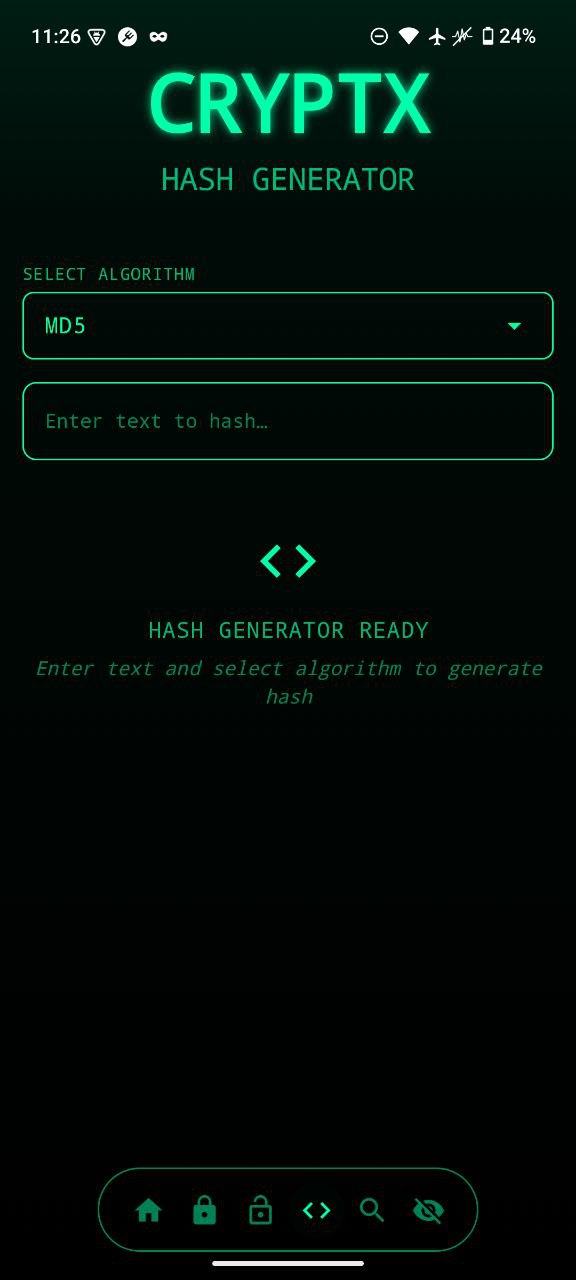 11:26
24%
CRYPTX
HASH GENERATOR
SELECT ALGORITHM
MD5
Enter text to hash…
HASH GENERATOR READY
Enter text and select algorithm to generate
hash